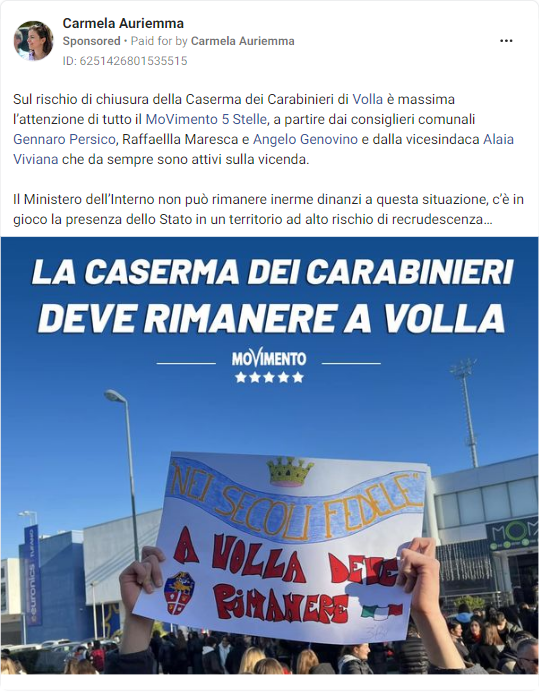 Carmela Auriemma
Sponsored • Paid for by Carmela Auriemma
ID: 6251426801535515
Sul rischio di chiusura della Caserma dei Carabinieri di Volla è massima
l'attenzione di tutto il MoVimento 5 Stelle, a partire dai consiglieri comunali
Gennaro Persico, Raffaellla Maresca e Angelo Genovino e dalla vicesindaca Alaia
Viviana che da sempre sono attivi sulla vicenda.
Il Ministero dell'Interno non può rimanere inerme dinanzi a questa situazione, c'è in
gioco la presenza dello Stato in un territorio ad alto rischio di recrudescenza…
LA CASERMA DEI CARABINIERI
DEVE RIMANERE A VOLLA
MOVIMENTO
"NEI SECOLI FEDELE"
A VOLLA DEVE
RIMANERE
euronics
MOM